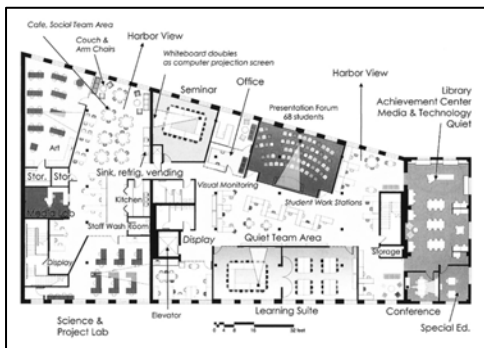 Cafe, Social Team Area
Couch &
Arm Chairs
Harbor View
Whiteboard doubles
as computer projection screen
Seminar
Office
Presentation Forum
68 students
Harbor View
Library
Achievement Center
Media & Technology
Quiet
Art
Stor.
Stor.
Sink, refrig, vending
Kitchen
Media Lab
Staff Wash Room
Display
Visual Monitoring
Student Work Stations
Display
Quiet Team Area
Storage
Science &
Project Lab
Elevator
Learning Suite
Conference
Special Ed.